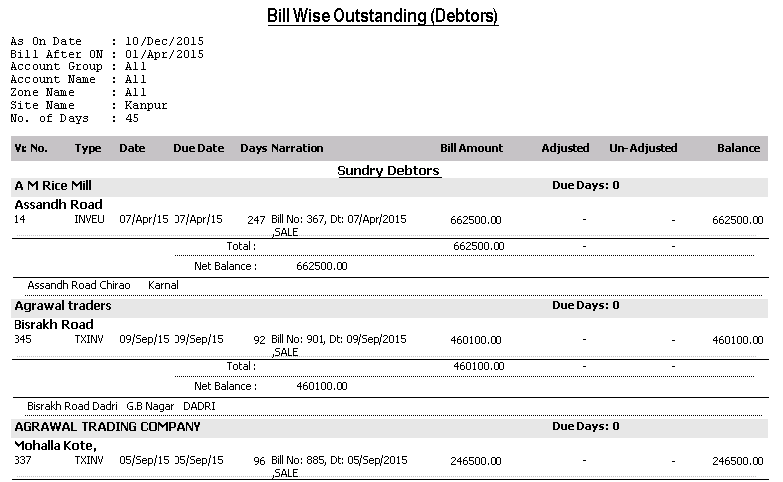 Bill Wise Outstanding (Debtors)
As On Date : 10/Dec/2015
Bill After ON : 01/Apr/2015
Account Group : All
Account Name : All
Zone Name : All
Site Name : Kanpur
No. of Days : 45
Vr. No. Type Date Due Date Days Narration Bill Amount Adjusted Un-Adjusted Balance
Sundry Debtors
A M Rice Mill Due Days: 0
Assandh Road
14 INVEU 07/Apr/15 07/Apr/15 247 Bill No: 367, Dt: 07/Apr/2015 662500.00 - - 662500.00
,SALE
Total : 662500.00 - -
Net Balance : 662500.00
Assandh Road Chirao Karnal
Agrawal traders Due Days: 0
Bisrakh Road
345 TXINV 09/Sep/15 09/Sep/15 92 Bill No: 901, Dt: 09/Sep/2015 460100.00 - - 460100.00
,SALE
Total : 460100.00 - -
Net Balance : 460100.00
Bisrakh Road Dadri G.B Nagar DADRI
AGRAWAL TRADING COMPANY Due Days: 0
Mohalla Kote,
337 TXINV 05/Sep/15 05/Sep/15 96 Bill No: 885, Dt: 05/Sep/2015 246500.00 - - 246500.00
,SALE